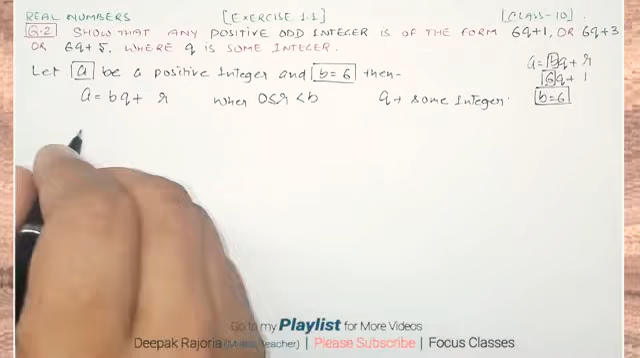 REAL NUMBERS [EXERCISE 1.1] [CLASS-10].
Q.2 SHOW THAT ANY POSITIVE ODD INTEGER IS OF THE FORM 6q+1, OR 6q+3
OR 6q+5, WHERE q IS SOME INTEGER.
Let a be a positive Integer and b=6 then-
a = bq + r
6q + 1
b=6
a = bq + r when 0≤r<b q → some Integer.
Go to my Playlist for More Videos
Deepak Rajoria (Maths Teacher) | Please Subscribe | Focus Classes